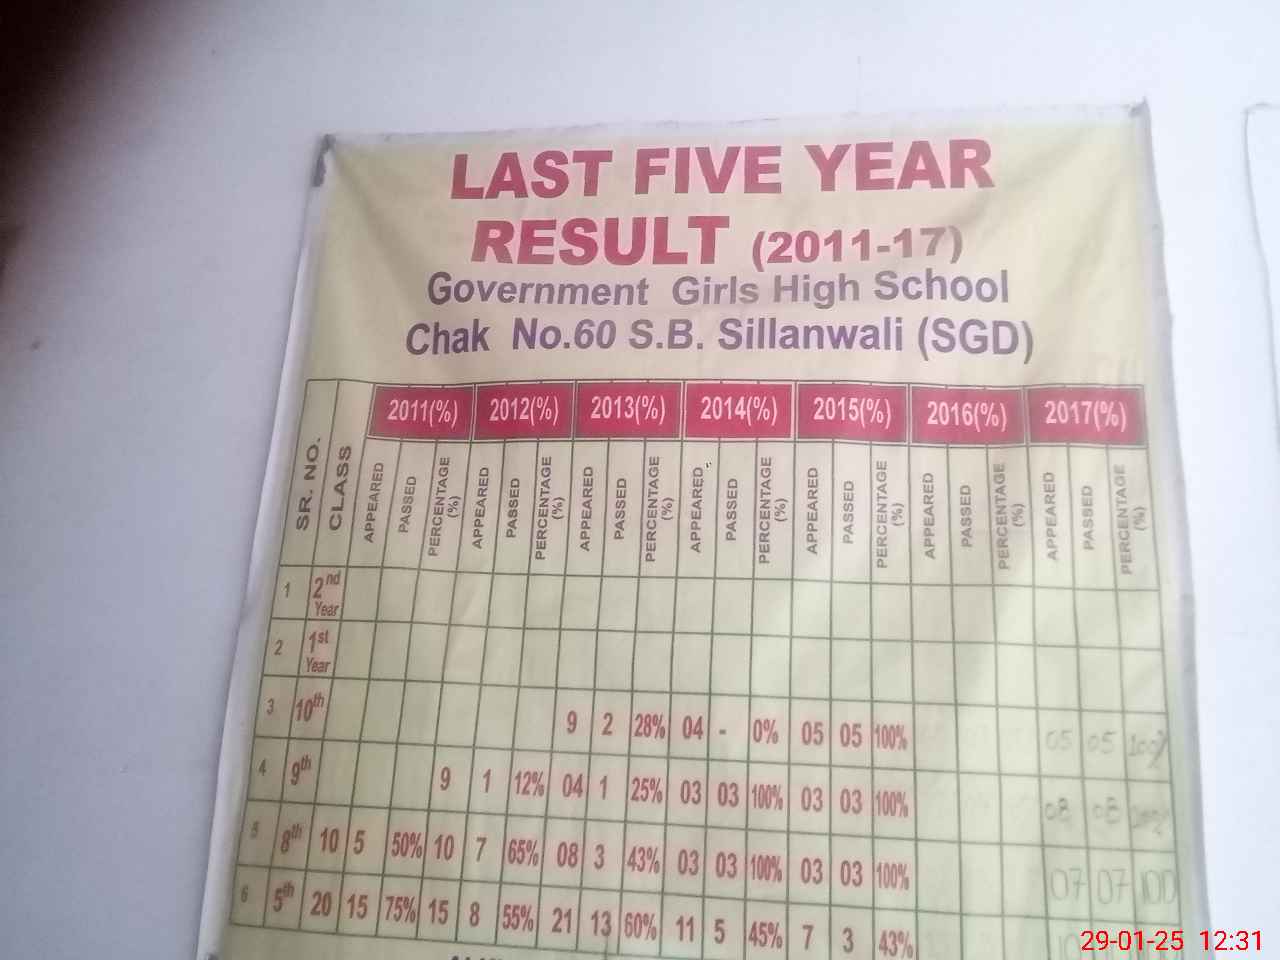 LAST FIVE YEAR
RESULT (2011-17)
Government Girls High School
Chak No.60 S.B. Sillanwali (SGD)
SR. NO. CLASS 2011(%) 2012(%) 2013(%) 2014(%) 2015(%) 2016(%) 2017(%)
APPEARED PASSED PERCENTAGE (%) APPEARED PASSED PERCENTAGE (%) APPEARED PASSED PERCENTAGE (%) APPEARED PASSED PERCENTAGE (%) APPEARED PASSED PERCENTAGE (%) APPEARED PASSED PERCENTAGE (%) APPEARED PASSED PERCENTAGE (%)
1 2nd Year
2 1st Year
3 10th 9 2 28% 04 - 0% 05 05 100% 05 05 100%
4 9th 9 1 12% 04 1 25% 03 03 100% 03 03 100% 08 08
5 8th 10 5 50% 10 7 65% 08 3 43% 03 03 100% 03 03 100% 07 07 100
6 5th 20 15 75% 15 8 55% 21 13 60% 11 5 45% 7 3 43%
29-01-25 12:31